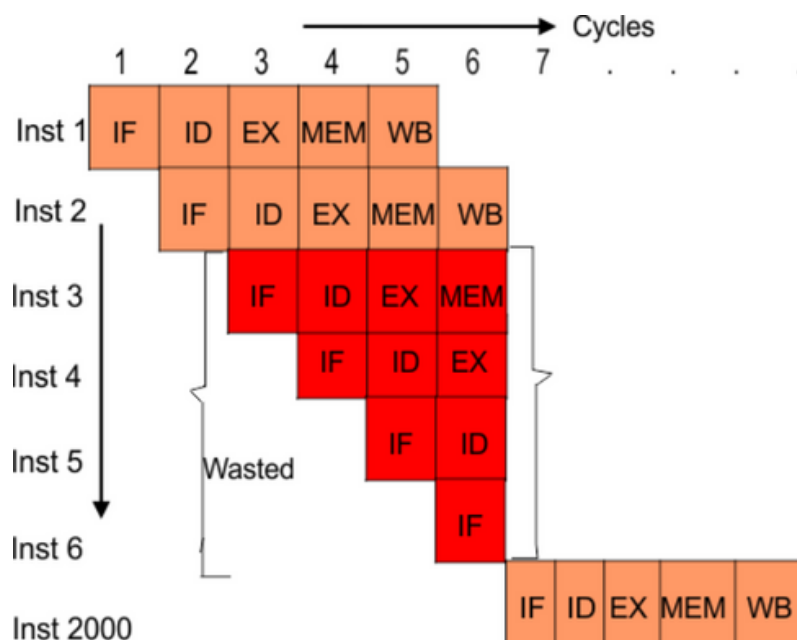 Cycles
1 2 3 4 5 6 7 . . . .
Inst 1 IF ID EX MEM WB
Inst 2 IF ID EX MEM WB
Inst 3 IF ID EX MEM
Inst 4 IF ID EX
Inst 5 IF ID
Wasted
Inst 6 IF
Inst 2000 IF ID EX MEM WB